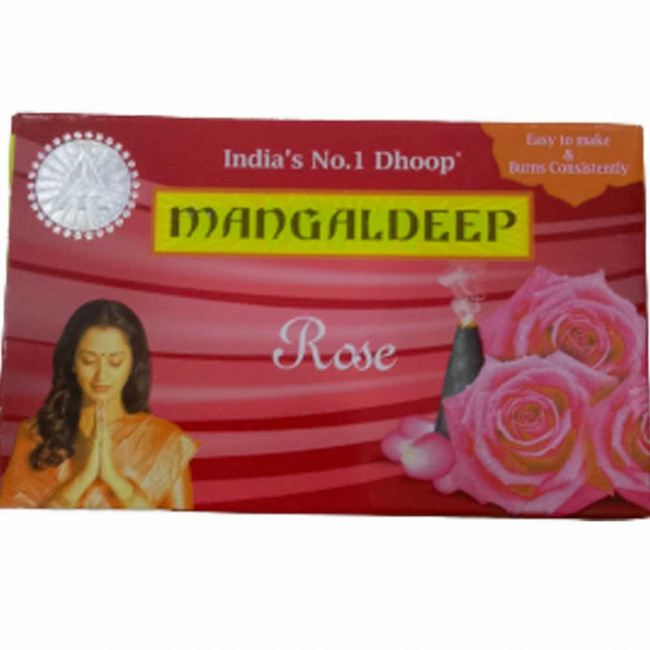 India's No.1 Dhoop
Easy to make
&
Burns Consistently
MANGALDEEP
Rose